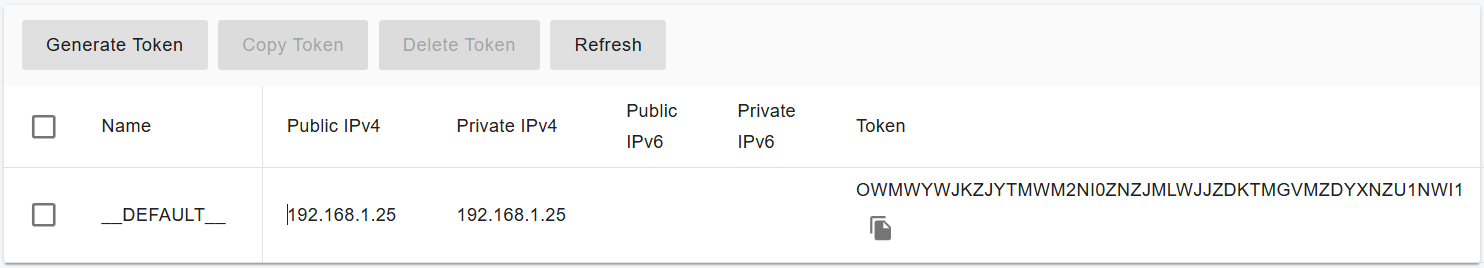 Generate Token Copy Token Delete Token Refresh
Name Public IPv4 Private IPv4 Public IPv6 Private IPv6 Token
__DEFAULT__ 192.168.1.25 192.168.1.25 OWMWYWJKZJYTMWM2NI0ZNZJMLWJJZDKTMGVMZDYXNZU1NWI1